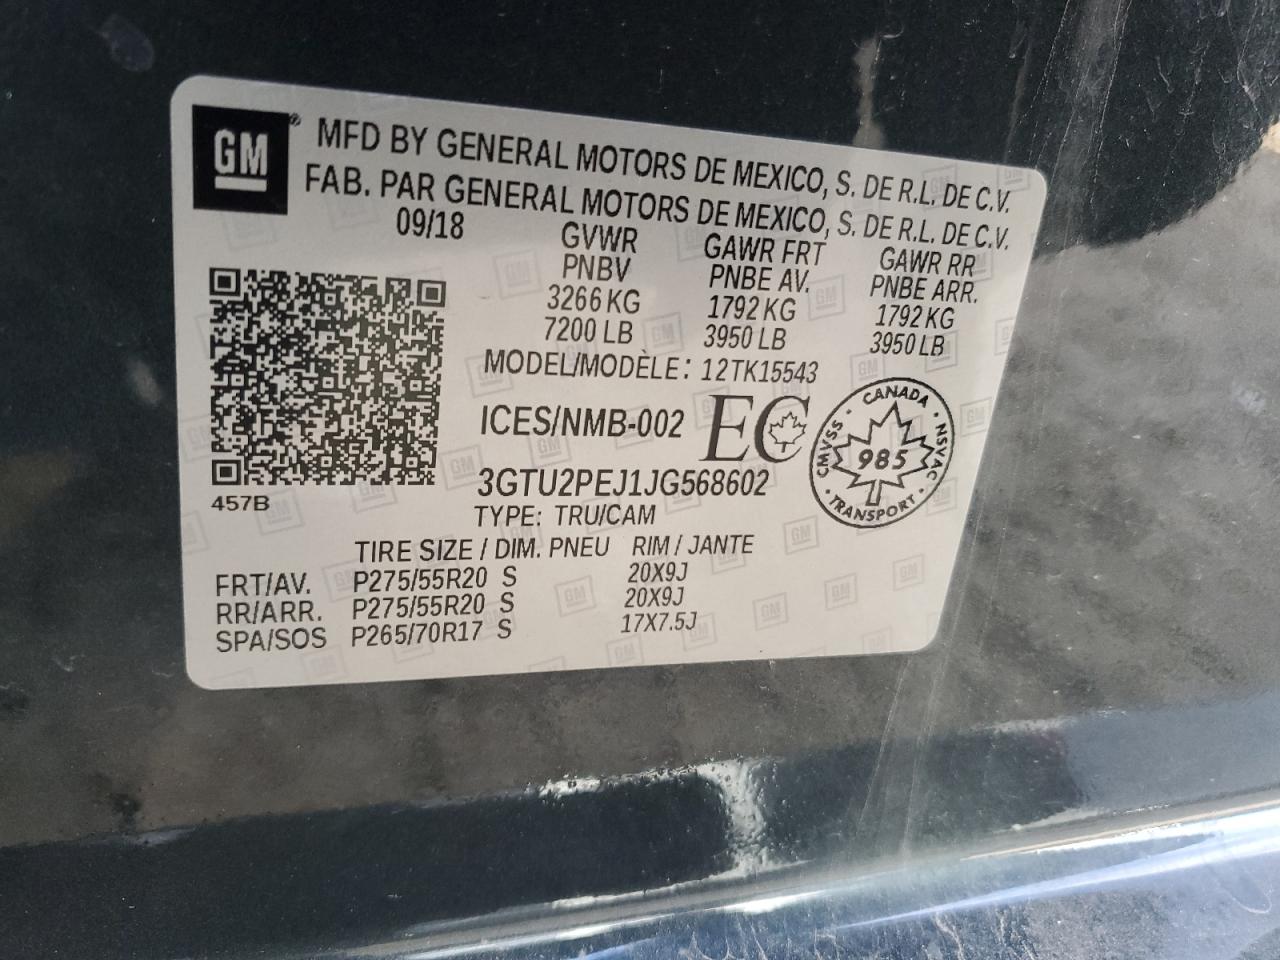 GM®
MFD BY GENERAL MOTORS DE MEXICO, S. DE R.L. DE C.V.
FAB. PAR GENERAL MOTORS DE MEXICO, S. DE R.L. DE C.V.
09/18 GVWR GAWR FRT GAWR RR
PNBV PNBE AV. PNBE ARR.
3266 KG 1792 KG 1792 KG
7200 LB 3950 LB 3950 LB
MODEL/MODÈLE: 12TK15543
ICES/NMB-002 EC
CANADA
CMVSS 985 NSVAC
TRANSPORT
3GTU2PEJ1JG568602
457B
TYPE: TRU/CAM
TIRE SIZE / DIM. PNEU RIM / JANTE
FRT/AV. P275/55R20 S 20X9J
RR/ARR. P275/55R20 S 20X9J
SPA/SOS P265/70R17 S 17X7.5J